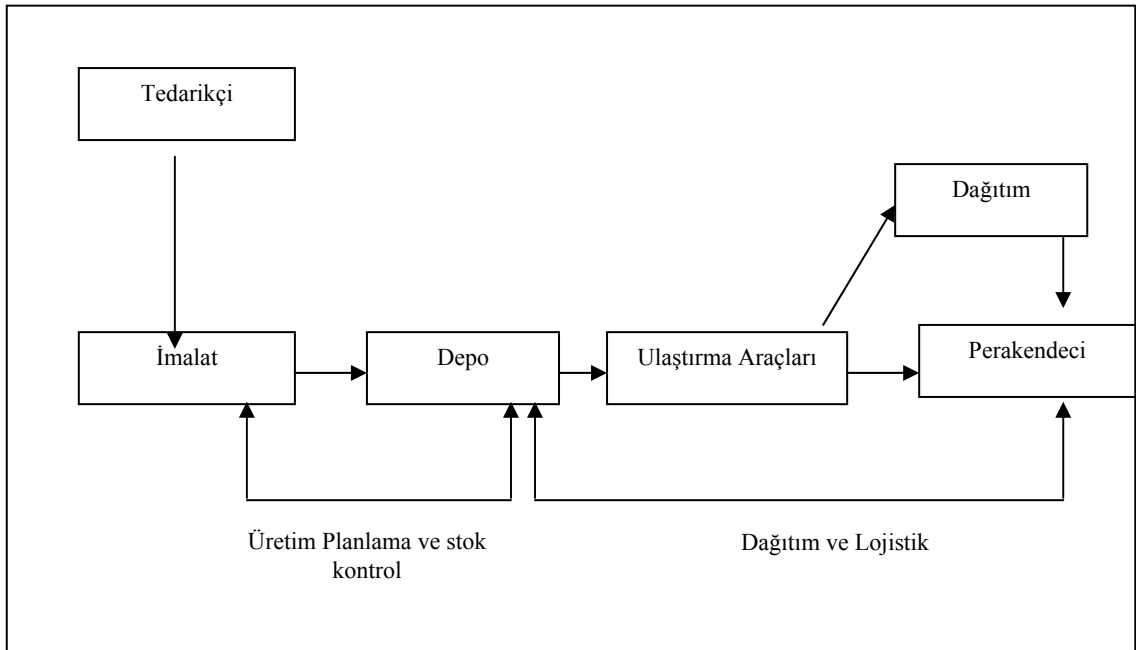 Tedarikçi
Dağıtım
İmalat
Depo
Ulaştırma Araçları
Perakendeci
Üretim Planlama ve stok
kontrol
Dağıtım ve Lojistik